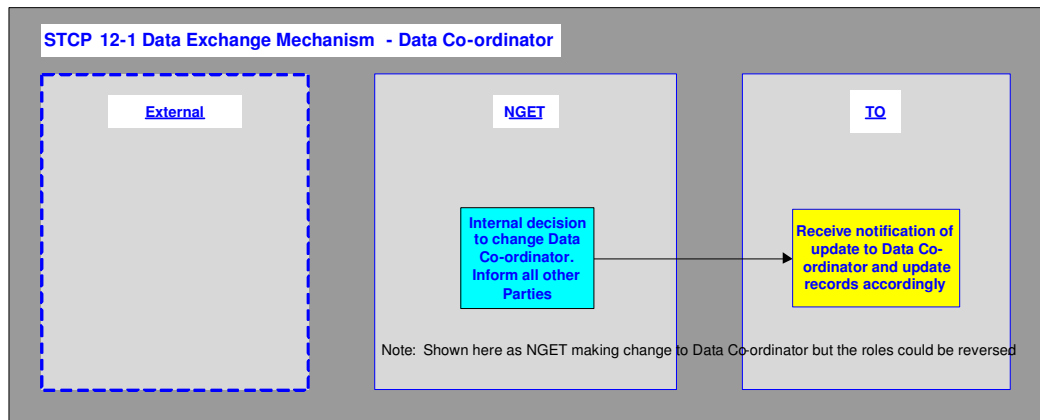 STCP 12-1 Data Exchange Mechanism - Data Co-ordinator
External
NGET
TO
Internal decision
to change Data
Co-ordinator.
Inform all other
Parties
Receive notification of
update to Data Co-
ordinator and update
records accordingly
Note: Shown here as NGET making change to Data Co-ordinator but the roles could be reversed